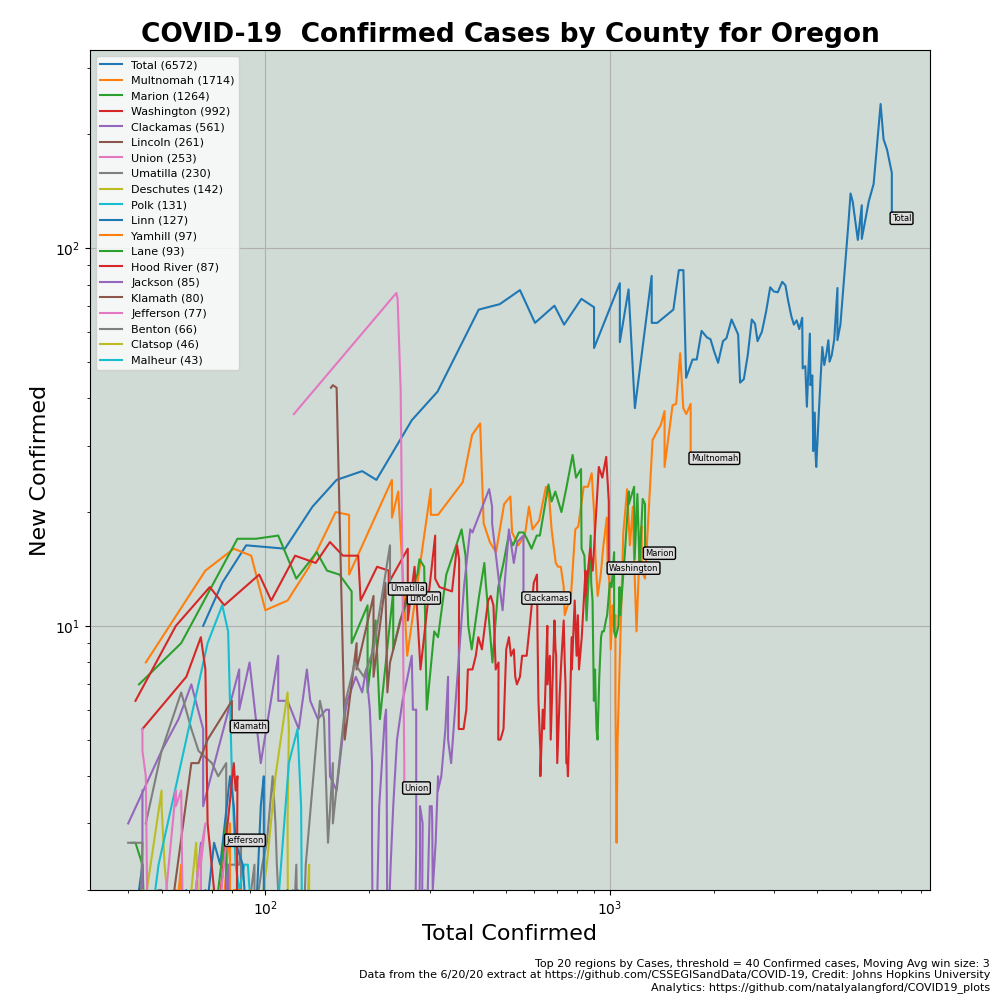 COVID-19  Confirmed Cases by County for Oregon
Total (6572)
Multnomah (1714)
Marion (1264)
Washington (992)
Clackamas (561)
Lincoln (261)
Union (253)
Umatilla (230)
Deschutes (142)
Polk (131)
Linn (127)
Yamhill (97)
Lane (93)
Hood River (87)
Jackson (85)
Klamath (80)
Jefferson (77)
Benton (66)
Clatsop (46)
Malheur (43)
New Confirmed
10²
10¹
Total
Multnomah
Marion
Washington
Umatilla
Lincoln
Clackamas
Klamath
Union
Jefferson
10²
10³
Total Confirmed
Top 20 regions by Cases, threshold = 40 Confirmed cases, Moving Avg win size: 3
Data from the 6/20/20 extract at https://github.com/CSSEGISandData/COVID-19, Credit: Johns Hopkins University
Analytics: https://github.com/natalyalangford/COVID19_plots